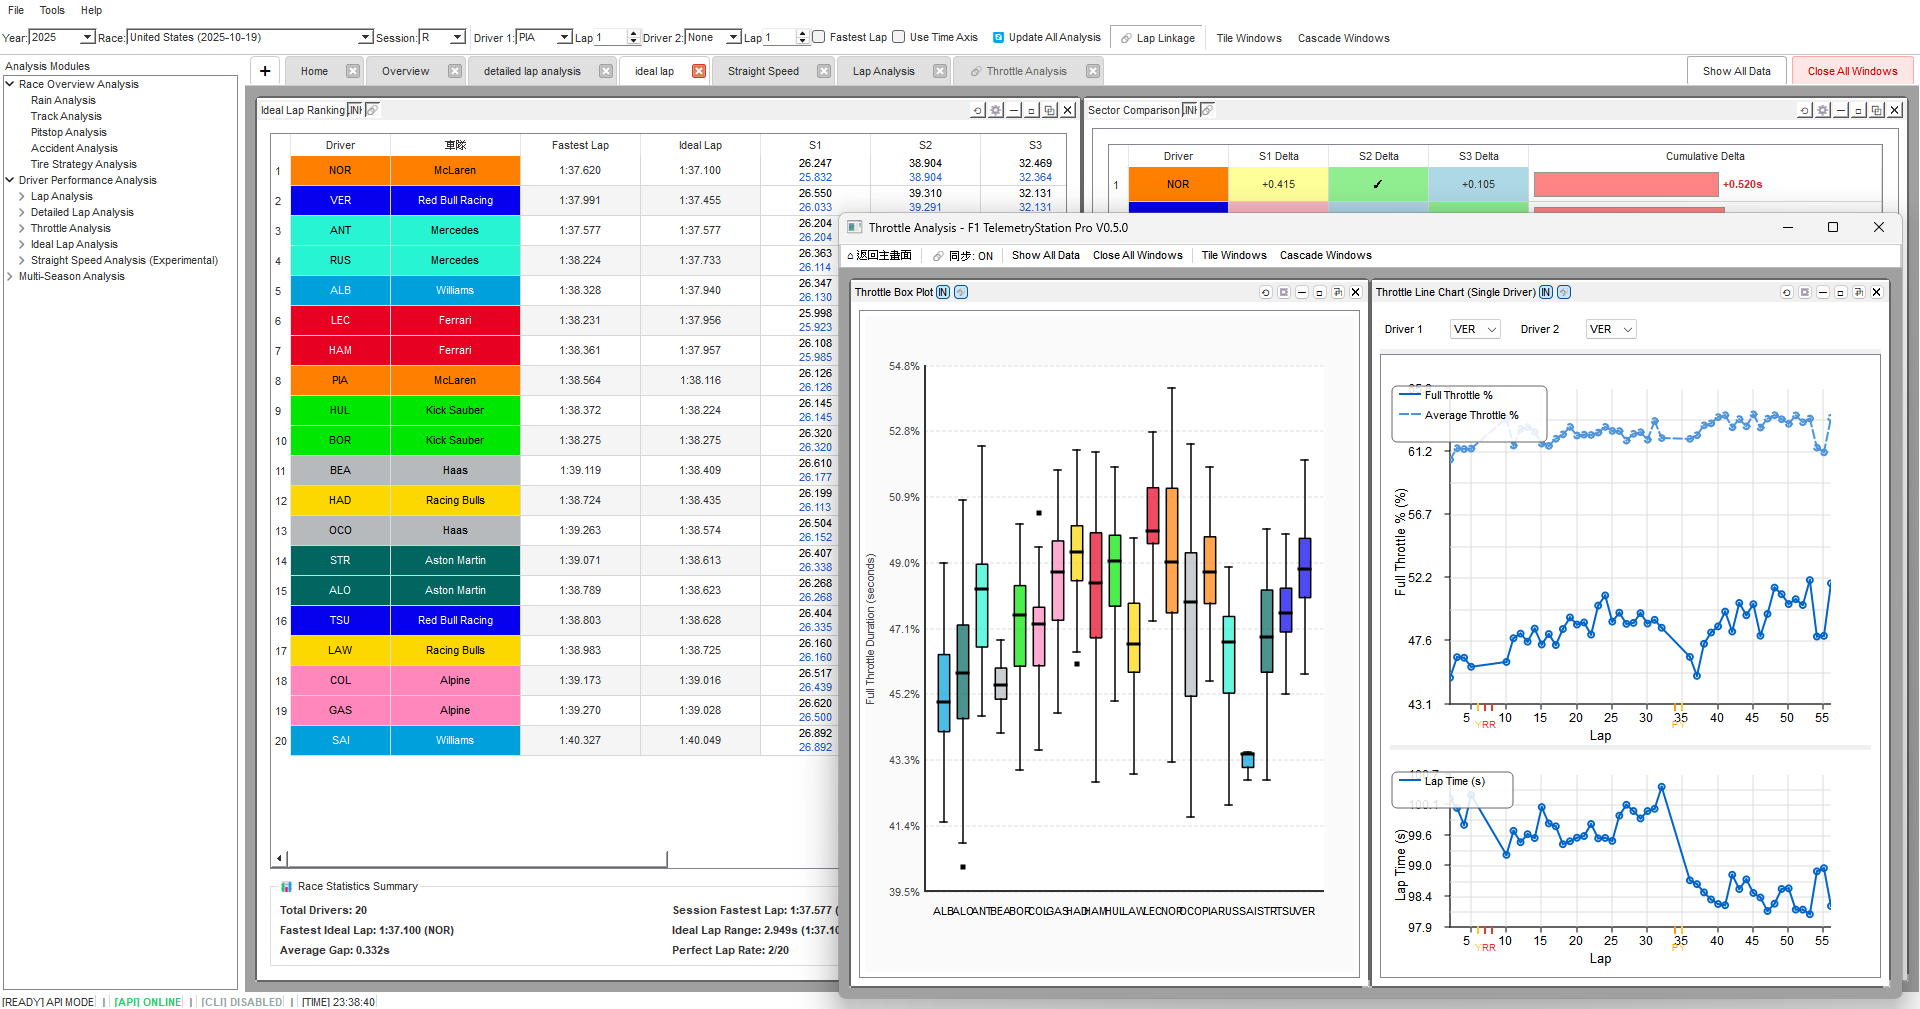 File Tools Help
Year: 2025 Race: United States (2025-10-19) Session: R Driver 1: PIA Lap 1 Driver 2: None Lap 1 Fastest Lap Use Time Axis Update All Analysis Lap Linkage Tile Windows Cascade Windows
Analysis Modules
Race Overview Analysis
Rain Analysis
Track Analysis
Pitstop Analysis
Accident Analysis
Tire Strategy Analysis
Driver Performance Analysis
Lap Analysis
Detailed Lap Analysis
Throttle Analysis
Ideal Lap Analysis
Straight Speed Analysis (Experimental)
Multi-Season Analysis
+ Home Overview detailed lap analysis ideal lap Straight Speed Lap Analysis Throttle Analysis Show All Data Close All Windows
Ideal Lap Ranking
Driver 車隊 Fastest Lap Ideal Lap S1 S2 S3
1 NOR McLaren 1:37.620 1:37.100 26.247 38.904 32.469
25.832 38.904 32.364
2 VER Red Bull Racing 1:37.991 1:37.455 26.550 39.310 32.131
26.033 39.291 32.131
3 ANT Mercedes 1:37.577 1:37.577 26.204
26.204
4 RUS Mercedes 1:38.224 1:37.733 26.363
26.114
5 ALB Williams 1:38.328 1:37.940 26.347
26.130
6 LEC Ferrari 1:38.231 1:37.956 25.998
25.923
7 HAM Ferrari 1:38.361 1:37.957 26.108
25.985
8 PIA McLaren 1:38.564 1:38.116 26.126
26.126
9 HUL Kick Sauber 1:38.372 1:38.224 26.145
26.145
10 BOR Kick Sauber 1:38.275 1:38.275 26.320
26.320
11 BEA Haas 1:39.119 1:38.409 26.610
26.177
12 HAD Racing Bulls 1:38.724 1:38.435 26.199
26.113
13 OCO Haas 1:39.263 1:38.574 26.504
26.152
14 STR Aston Martin 1:39.071 1:38.613 26.407
26.338
15 ALO Aston Martin 1:38.789 1:38.623 26.268
26.268
16 TSU Red Bull Racing 1:38.803 1:38.628 26.404
26.335
17 LAW Racing Bulls 1:38.983 1:38.725 26.160
26.160
18 COL Alpine 1:39.173 1:39.016 26.517
26.439
19 GAS Alpine 1:39.270 1:39.028 26.620
26.500
20 SAI Williams 1:40.327 1:40.049 26.892
26.892
Race Statistics Summary
Total Drivers: 20 Session Fastest Lap: 1:37.577 (
Fastest Ideal Lap: 1:37.100 (NOR) Ideal Lap Range: 2.949s (1:37.10
Average Gap: 0.332s Perfect Lap Rate: 2/20
Sector Comparison
Driver S1 Delta S2 Delta S3 Delta Cumulative Delta
1 NOR +0.415 ✓ +0.105 +0.520s
Throttle Analysis - F1 TelemetryStation Pro V0.5.0
⌂ 返回主畫面 同步: ON Show All Data Close All Windows Tile Windows Cascade Windows
Throttle Box Plot IN
Full Throttle Duration (seconds)
54.8%
52.8%
50.9%
49.0%
47.1%
45.2%
43.3%
41.4%
39.5%
ALB ALO ANT BEA BOR COL GAS HAD HAM HUL LAW LEC NOR OCO PIA RUS SAI STR TSU VER
Throttle Line Chart (Single Driver) IN
Driver 1 VER Driver 2 VER
Full Throttle %
Average Throttle %
Full Throttle % (%)
61.2
56.7
52.2
47.6
43.1
5 10 15 20 25 30 35 40 45 50 55
YRR
Lap
Lap Time (s)
Lap Time (s)
100.1
99.6
99.0
98.4
97.9
5 10 15 20 25 30 35 40 45 50 55
YRR
Lap
[READY] API MODE | [API] ONLINE | [CLI] DISABLED | [TIME] 23:38:40